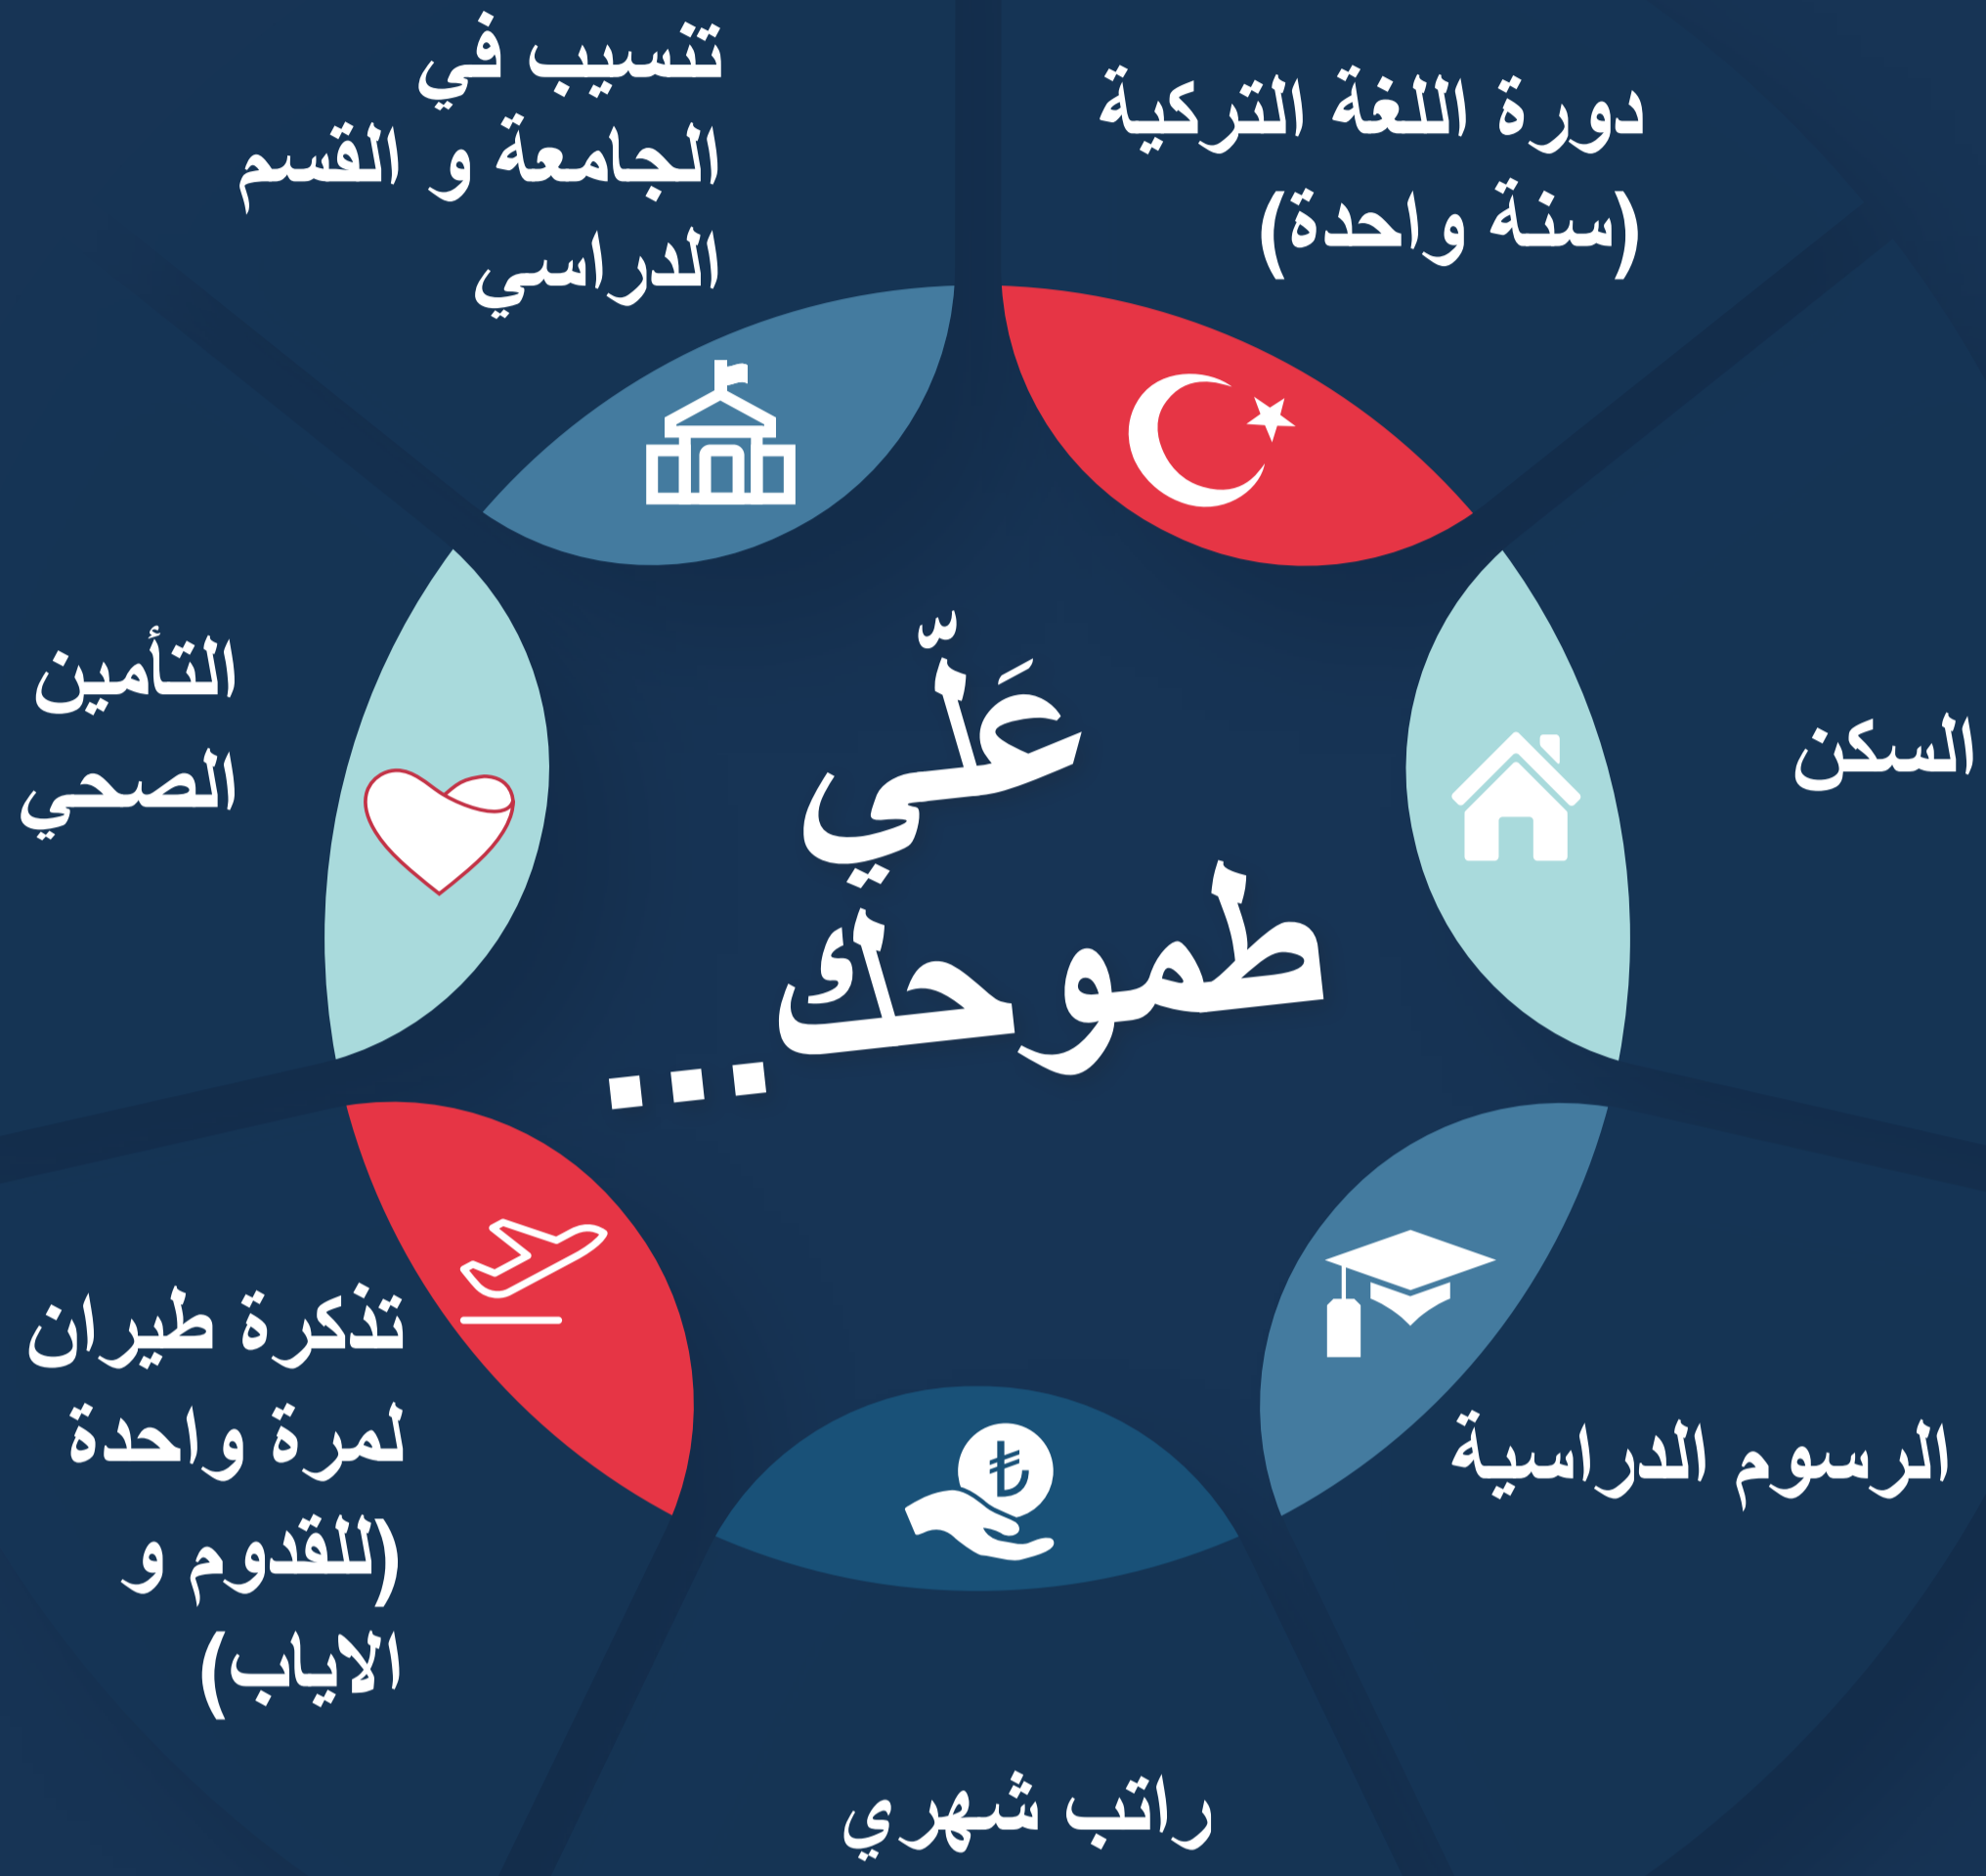 دورة اللغة التركية
(سنة واحدة)
تنسيب في
الجامعة و القسم
الدراسي
السكن
التأمين
الصحي
عَلّي
طموحك...
الرسوم الدراسية
تذكرة طيران
لمرة واحدة
(للقدوم و
الاياب)
راتب شهري